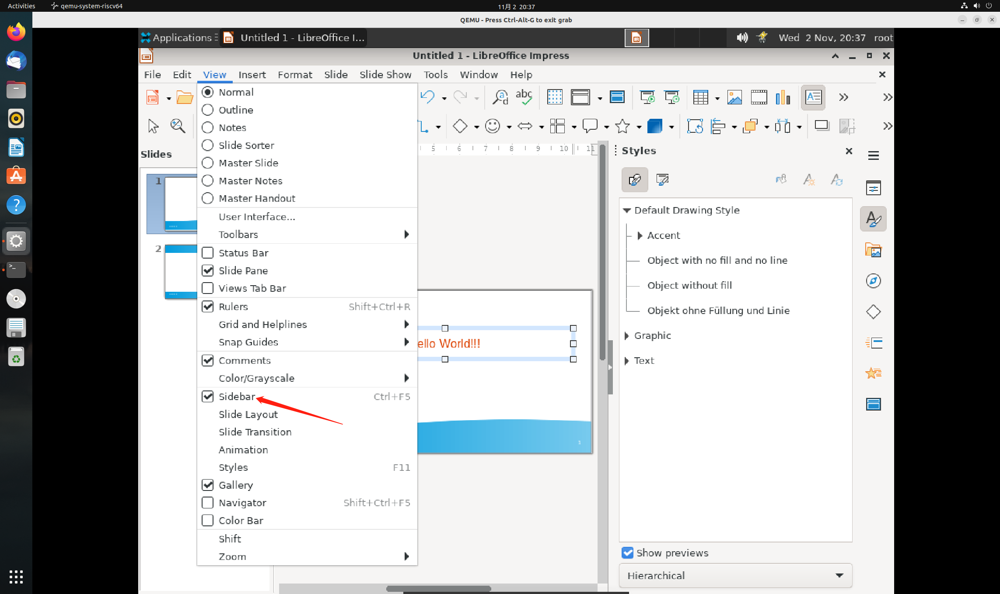 Activities
qemu-system-riscv64
11月 2 20:37
QEMU - Press Ctrl-Alt-G to exit grab
Applications
Untitled 1 - LibreOffice I...
Wed 2 Nov, 20:37 root
Untitled 1 - LibreOffice Impress
File Edit View Insert Format Slide Slide Show Tools Window Help
Normal
Outline
Notes
Slide Sorter
Master Slide
Master Notes
Master Handout
User Interface...
Toolbars
Status Bar
Slide Pane
Views Tab Bar
Rulers Shift+Ctrl+R
Grid and Helplines
Snap Guides
Comments
Color/Grayscale
Sidebar Ctrl+F5
Slide Layout
Slide Transition
Animation
Styles F11
Gallery
Navigator Shift+Ctrl+F5
Color Bar
Shift
Zoom
Slides
1
2
abc
5 6 7 8 9 10 11
ello World!!!
1
Styles
Default Drawing Style
Accent
Object with no fill and no line
Object without fill
Objekt ohne Füllung und Linie
Graphic
Text
Show previews
Hierarchical